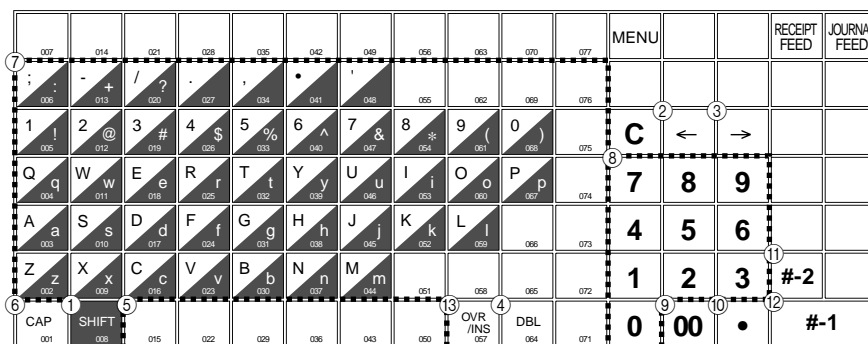 MENU RECEIPT FEED JOURNA FEED
007 014 021 028 035 042 049 056 063 070 077
⑦
; : - + / ? . , • '
006 013 020 027 034 041 048 055 062 069 076
② ③
1 ! 2 @ 3 # 4 $ 5 % 6 ^ 7 & 8 * 9 ( 0 ) C ← →
005 012 019 026 033 040 047 054 061 068 075
⑧
Q q W w E e R r T t Y y U u I i O o P p 7 8 9
004 011 018 025 032 039 046 053 060 067 074
A a S s D d F f G g H h J j K k L l 4 5 6
003 010 017 024 031 038 045 052 059 066 073
⑪
Z z X x C c V v B b N n M m 1 2 3 #-2
002 009 016 023 030 037 044 051 058 065 072
⑥ ① ⑤ ⑬ ④ ⑨ ⑩ ⑫
CAP SHIFT OVR /INS DBL 0 00 • #-1
001 008 015 022 029 036 043 050 057 064 071